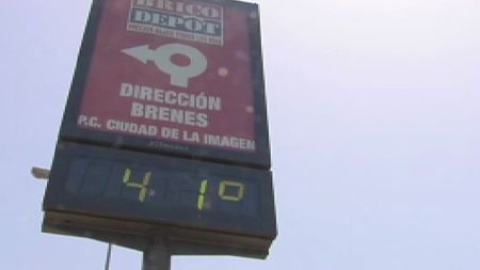 BRICO
DEPOT
DIRECCIÓN
BRENES
P.C. CIUDAD DE LA IMAGEN
41º